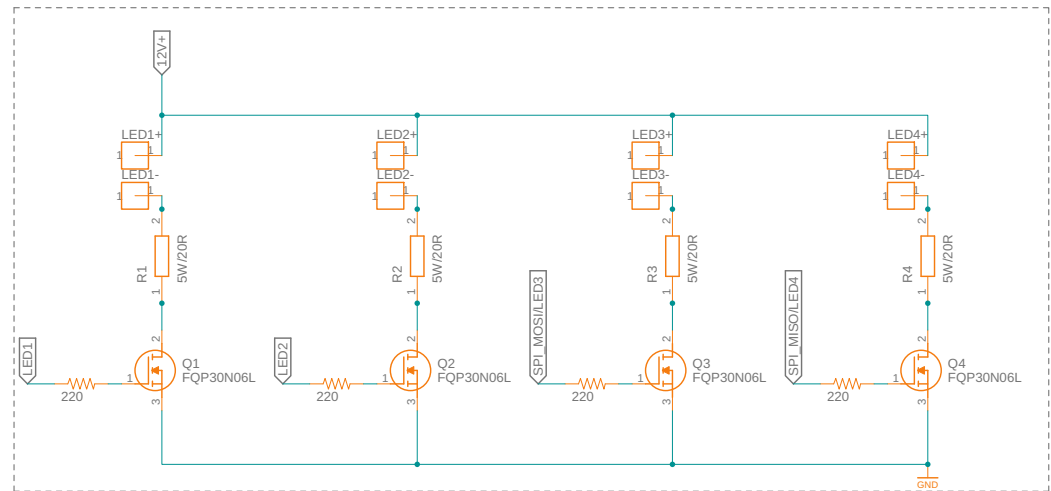 12V+
LED1+
1
1
LED1-
1
1
2
R1
5W/20R
1
LED1
220
1
2
3
Q1
FQP30N06L
LED2+
1
1
LED2-
1
1
2
R2
5W/20R
1
LED2
220
1
2
3
Q2
FQP30N06L
LED3+
1
1
LED3-
1
1
2
R3
5W/20R
1
SPI_MOSI/LED3
220
1
2
3
Q3
FQP30N06L
LED4+
1
1
LED4-
1
1
2
R4
5W/20R
1
SPI_MISO/LED4
220
1
2
3
Q4
FQP30N06L
GND